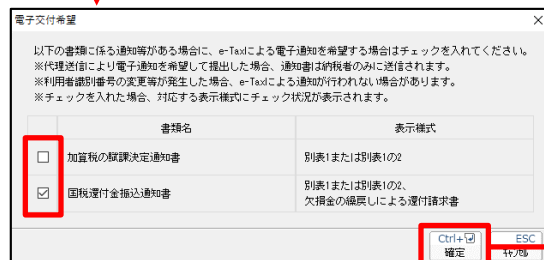 電子交付希望
以下の書類に係る通知等がある場合に、e-Taxによる電子通知を希望する場合はチェックを入れてください。
※代理送信により電子通知を希望して提出した場合、通知書は納税者のみに送信されます。
※利用者識別番号の変更等が発生した場合、e-Taxによる通知が行われない場合があります。
※チェックを入れた場合、対応する表示様式にチェック状況が表示されます。
書類名 表示様式
加算税の賦課決定通知書 別表1または別表1の2
国税還付金振込通知書 別表1または別表1の2、
欠損金の繰戻しによる還付請求書
Ctrl+ ESC
確定 ｷｬﾝｾﾙ